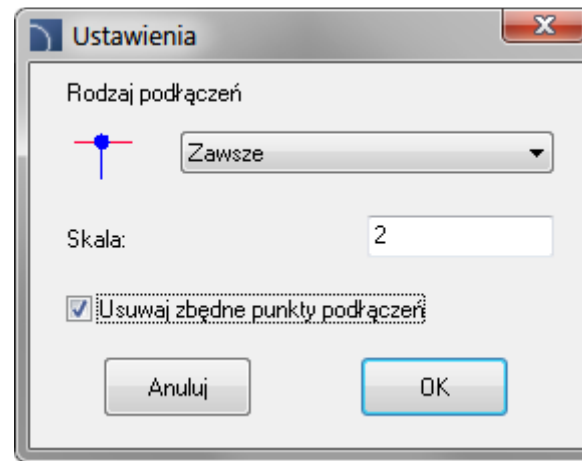 Ustawienia
Rodzaj podłączeń
Zawsze
Skala: 2
Usuwaj zbędne punkty podłączeń
Anuluj OK